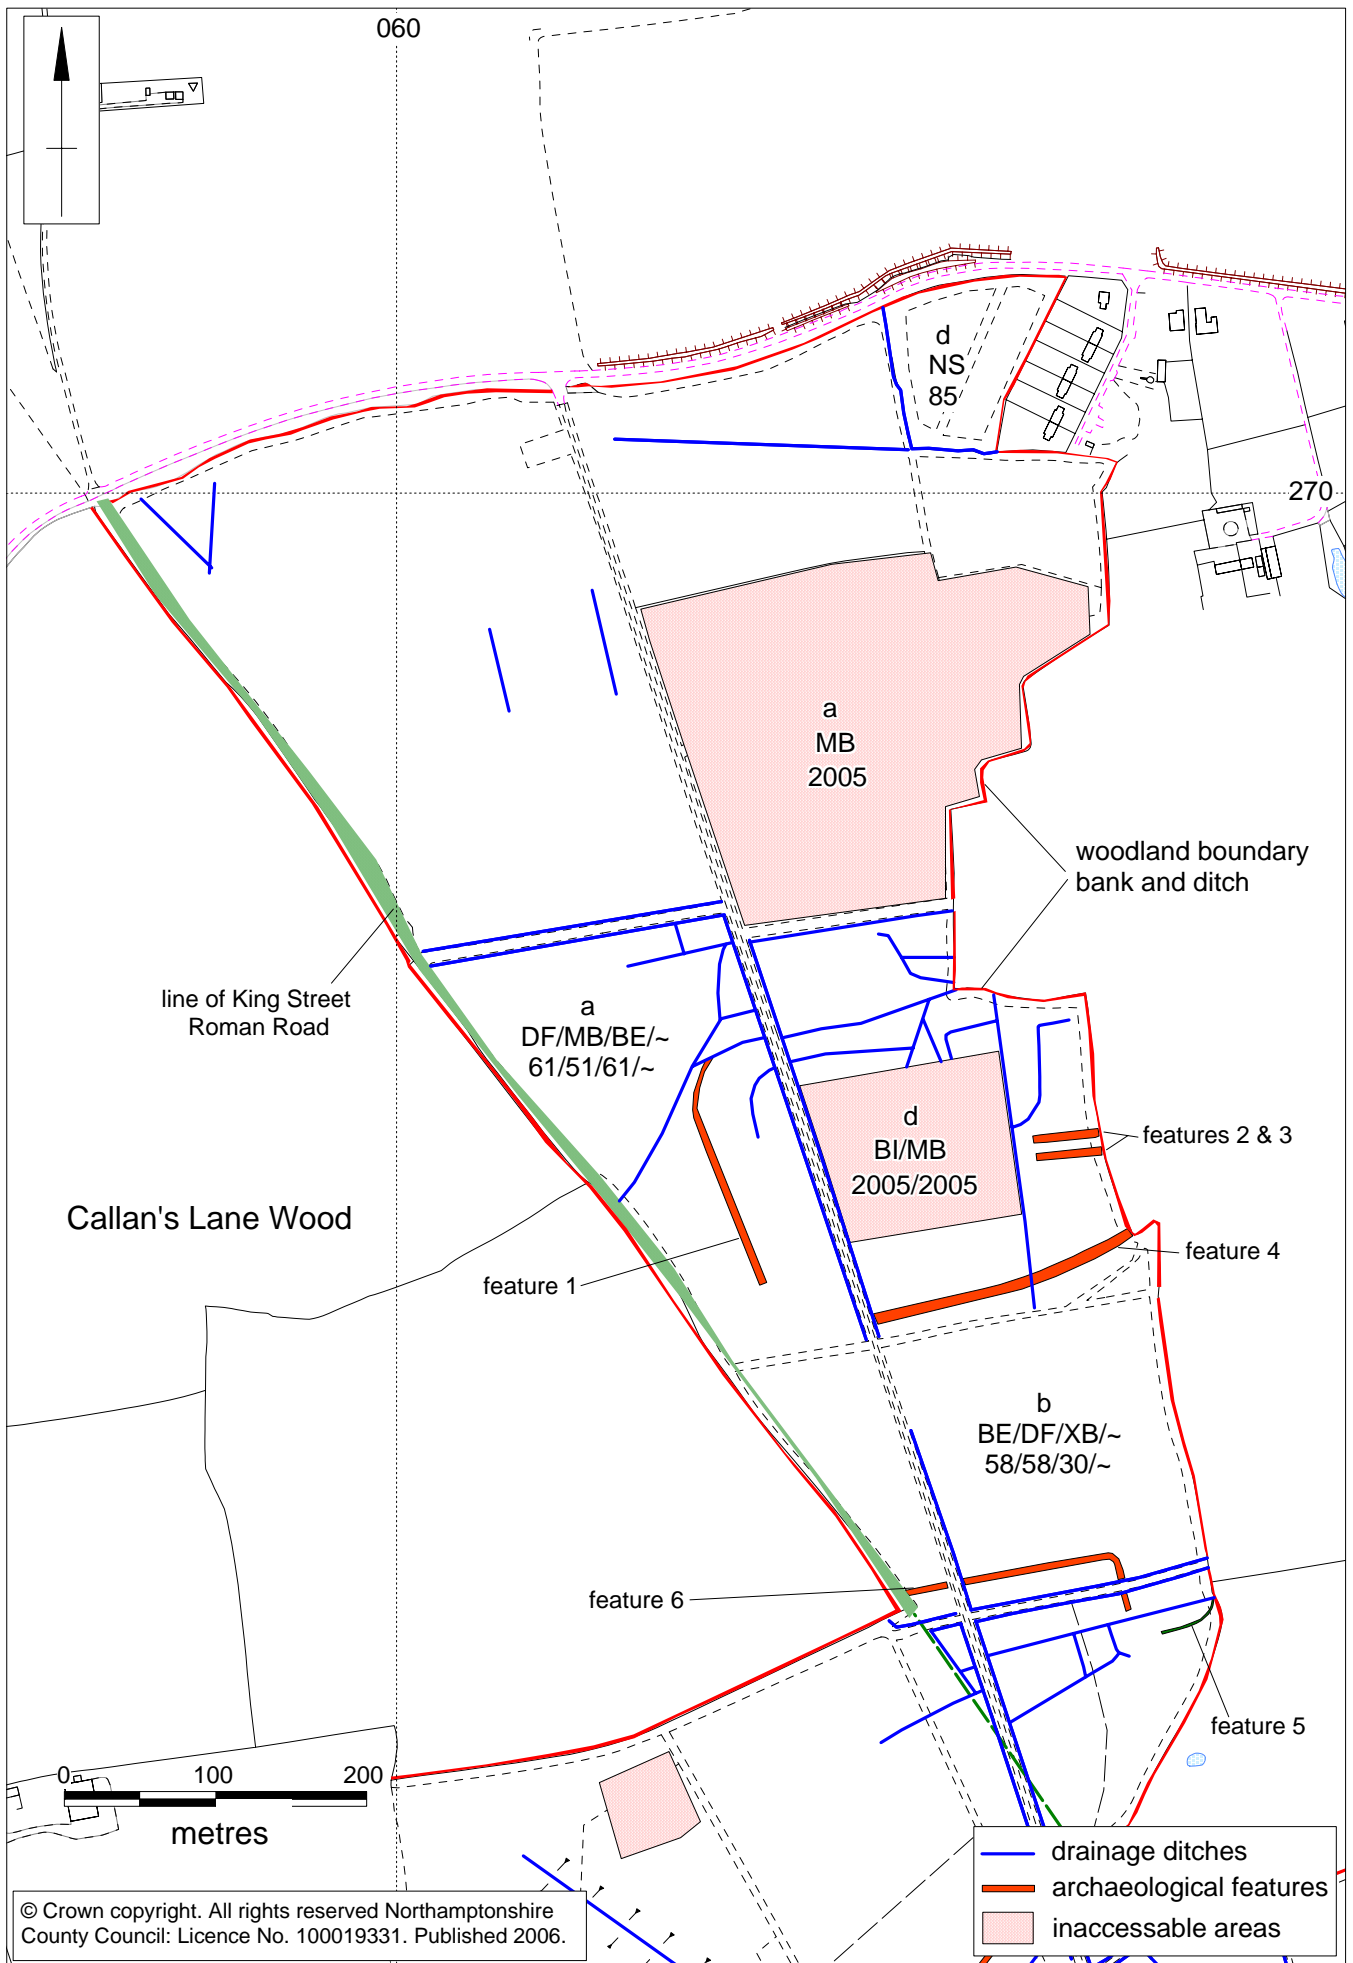 060
d
NS
85
270
a
MB
2005
woodland boundary
bank and ditch
line of King Street
Roman Road
a
DF/MB/BE/~
61/51/61/~
d
BI/MB
2005/2005
features 2 & 3
Callan's Lane Wood
feature 4
feature 1
b
BE/DF/XB/~
58/58/30/~
feature 6
feature 5
0 100 200
metres
drainage ditches
archaeological features
inaccessable areas
© Crown copyright. All rights reserved Northamptonshire
County Council: Licence No. 100019331. Published 2006.